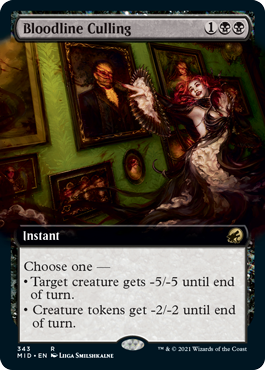 Bloodline Culling 1
Instant
Choose one —
• Target creature gets -5/-5 until end
of turn.
• Creature tokens get -2/-2 until end
of turn.
343 R
MID • EN LIIGA SMILSHKALNE ™ & © 2021 Wizards of the Coast